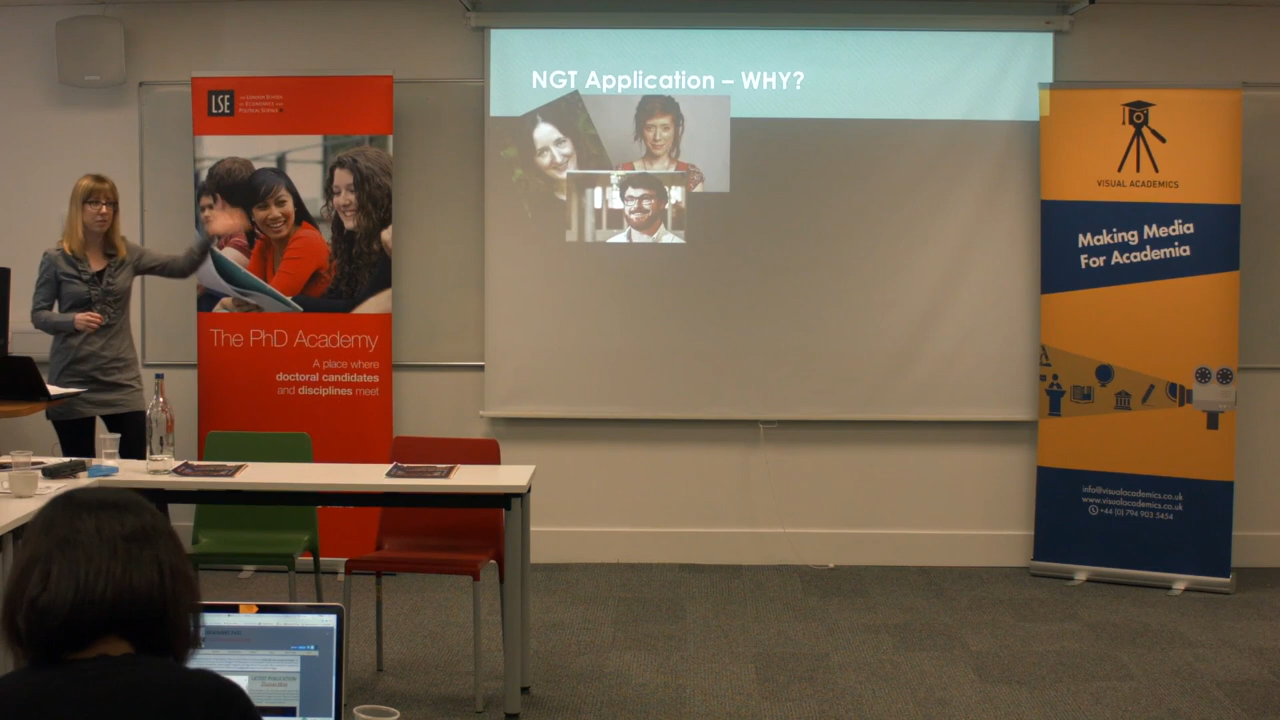 LSE
THE LONDON SCHOOL
OF ECONOMICS AND
POLITICAL SCIENCE
The PhD Academy
A place where
doctoral candidates
and disciplines meet
NGT Application – WHY?
VISUAL ACADEMICS
Making Media
For Academia
info@visualacademics.co.uk
www.visualacademics.co.uk
+44 (0) 794 903 5454
LATEST PUBLICATION